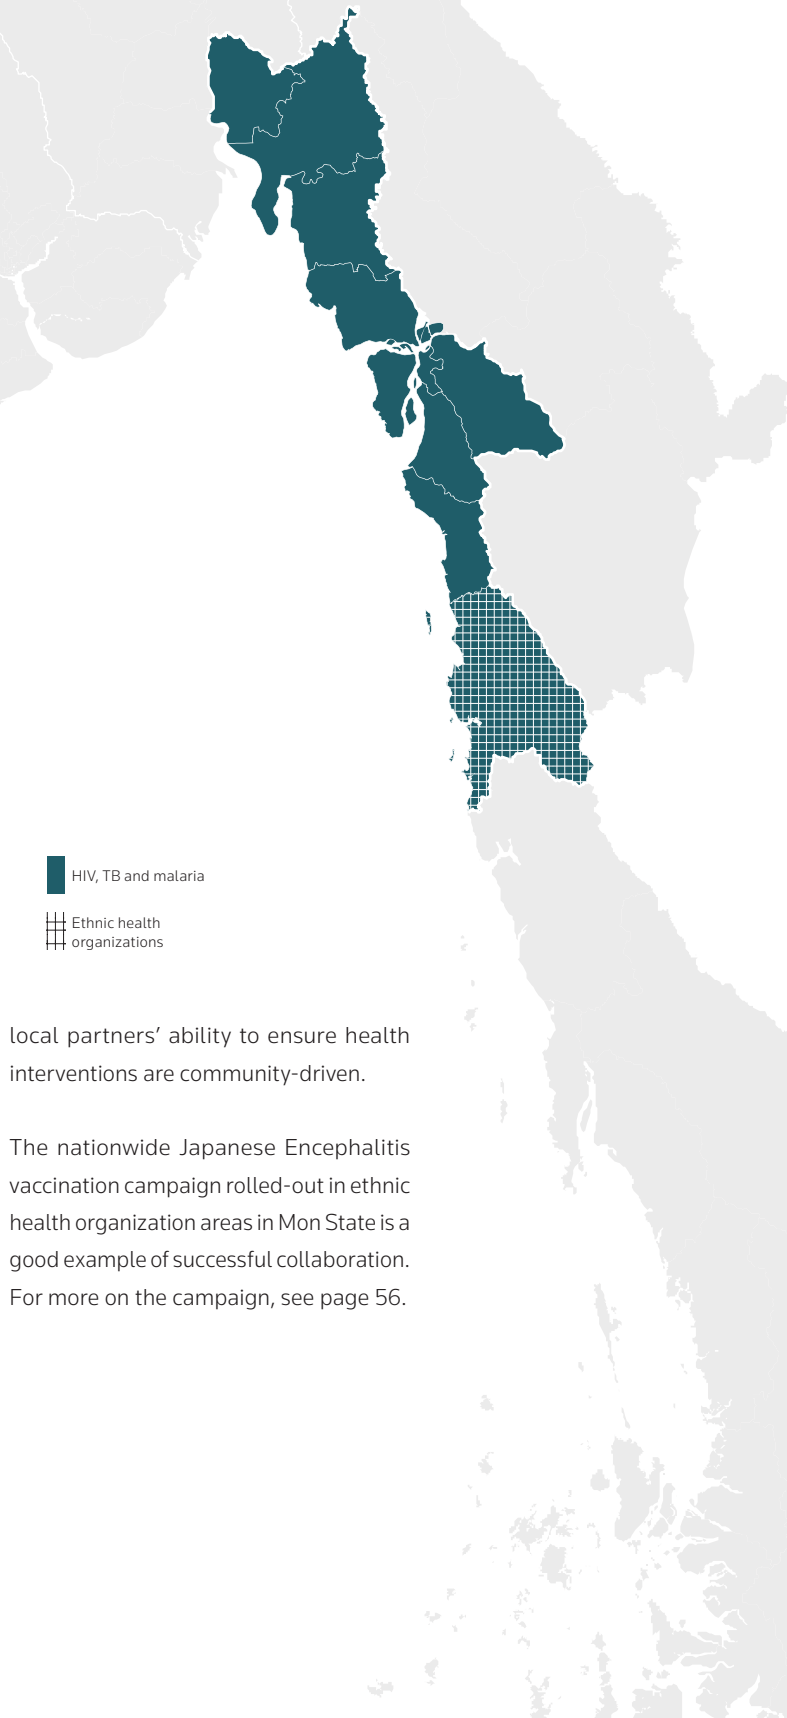 HIV, TB and malaria
Ethnic health
organizations
local partners’ ability to ensure health
interventions are community-driven.
The nationwide Japanese Encephalitis
vaccination campaign rolled-out in ethnic
health organization areas in Mon State is a
good example of successful collaboration.
For more on the campaign, see page 56.